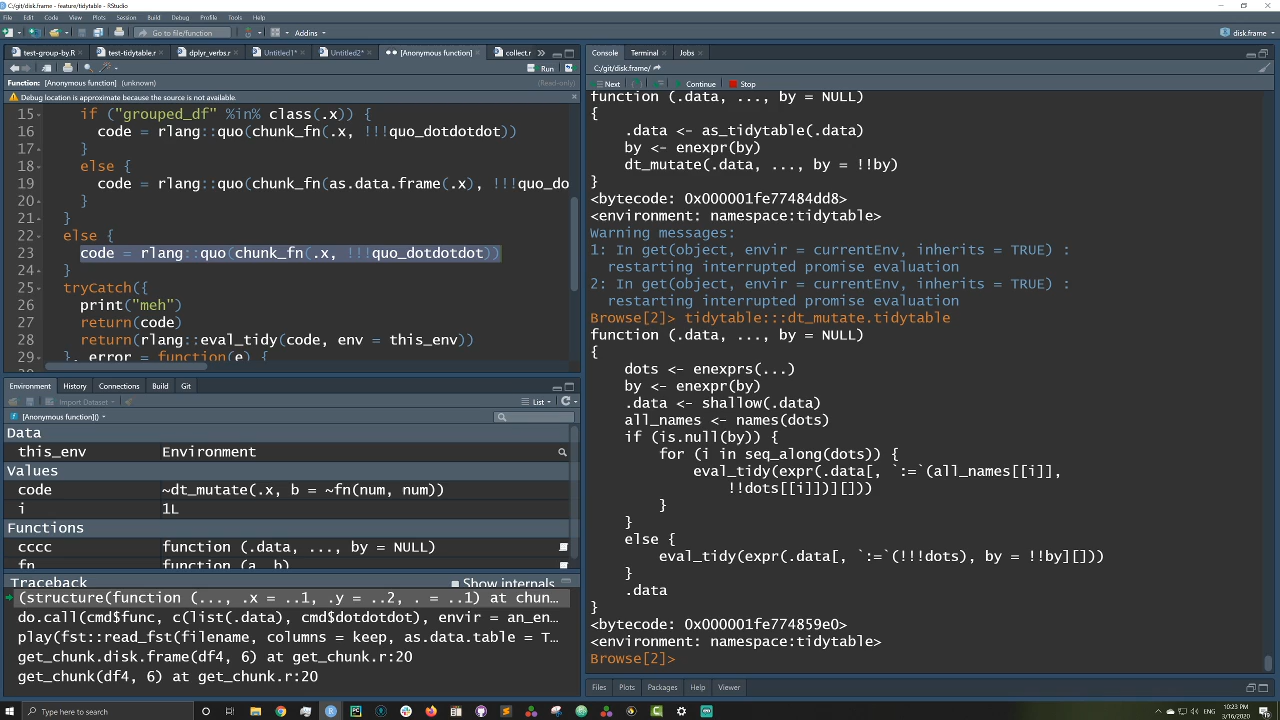 C:/git/disk.frame - feature/tidytable - RStudio
File Edit Code View Plots Session Build Debug Profile Tools Help
Go to file/function
Addins
disk.frame
test-group-by.R
test-tidytable.r
dplyr_verbs.r
Untitled1*
Untitled2*
[Anonymous function]
collect.r
Run
Function: [Anonymous function] (unknown)
(Read-only)
Debug location is approximate because the source is not available.
15 if ("grouped_df" %in% class(.x)) {
16 code = rlang::quo(chunk_fn(.x, !!!quo_dotdotdot))
17 }
18 else {
19 code = rlang::quo(chunk_fn(as.data.frame(.x), !!!quo_do
20 }
21 }
22 else {
23 code = rlang::quo(chunk_fn(.x, !!!quo_dotdotdot))
24 }
25 tryCatch({
26 print("meh")
27 return(code)
28 return(rlang::eval_tidy(code, env = this_env))
29 }, error = function(e) {
Environment History Connections Build Git
Import Dataset
List
[Anonymous function]()
Data
this_env Environment
Values
code ~dt_mutate(.x, b = ~fn(num, num))
i 1L
Functions
cccc function (.data, ..., by = NULL)
fn function (a, b)
Traceback
Show internals
(structure(function (..., .x = ..1, .y = ..2, . = ..1) at chun…
do.call(cmd$func, c(list(.data), cmd$dotdotdot), envir = an_en…
play(fst::read_fst(filename, columns = keep, as.data.table = T…
get_chunk.disk.frame(df4, 6) at get_chunk.r:20
get_chunk(df4, 6) at get_chunk.r:20
Console Terminal Jobs
C:/git/disk.frame/
Next
Continue
Stop
function (.data, ..., by = NULL)
{
.data <- as_tidytable(.data)
by <- enexpr(by)
dt_mutate(.data, ..., by = !!by)
}
<bytecode: 0x000001fe77484dd8>
<environment: namespace:tidytable>
Warning messages:
1: In get(object, envir = currentEnv, inherits = TRUE) :
restarting interrupted promise evaluation
2: In get(object, envir = currentEnv, inherits = TRUE) :
restarting interrupted promise evaluation
Browse[2]> tidytable:::dt_mutate.tidytable
function (.data, ..., by = NULL)
{
dots <- enexprs(...)
by <- enexpr(by)
.data <- shallow(.data)
all_names <- names(dots)
if (is.null(by)) {
for (i in seq_along(dots)) {
eval_tidy(expr(.data[, `:=`(all_names[[i]],
!!dots[[i]])][]))
}
}
else {
eval_tidy(expr(.data[, `:=`(!!!dots), by = !!by][]))
}
.data
}
<bytecode: 0x000001fe774859e0>
<environment: namespace:tidytable>
Browse[2]>
Files Plots Packages Help Viewer
Type here to search
ENG
10:23 PM
3/16/2020